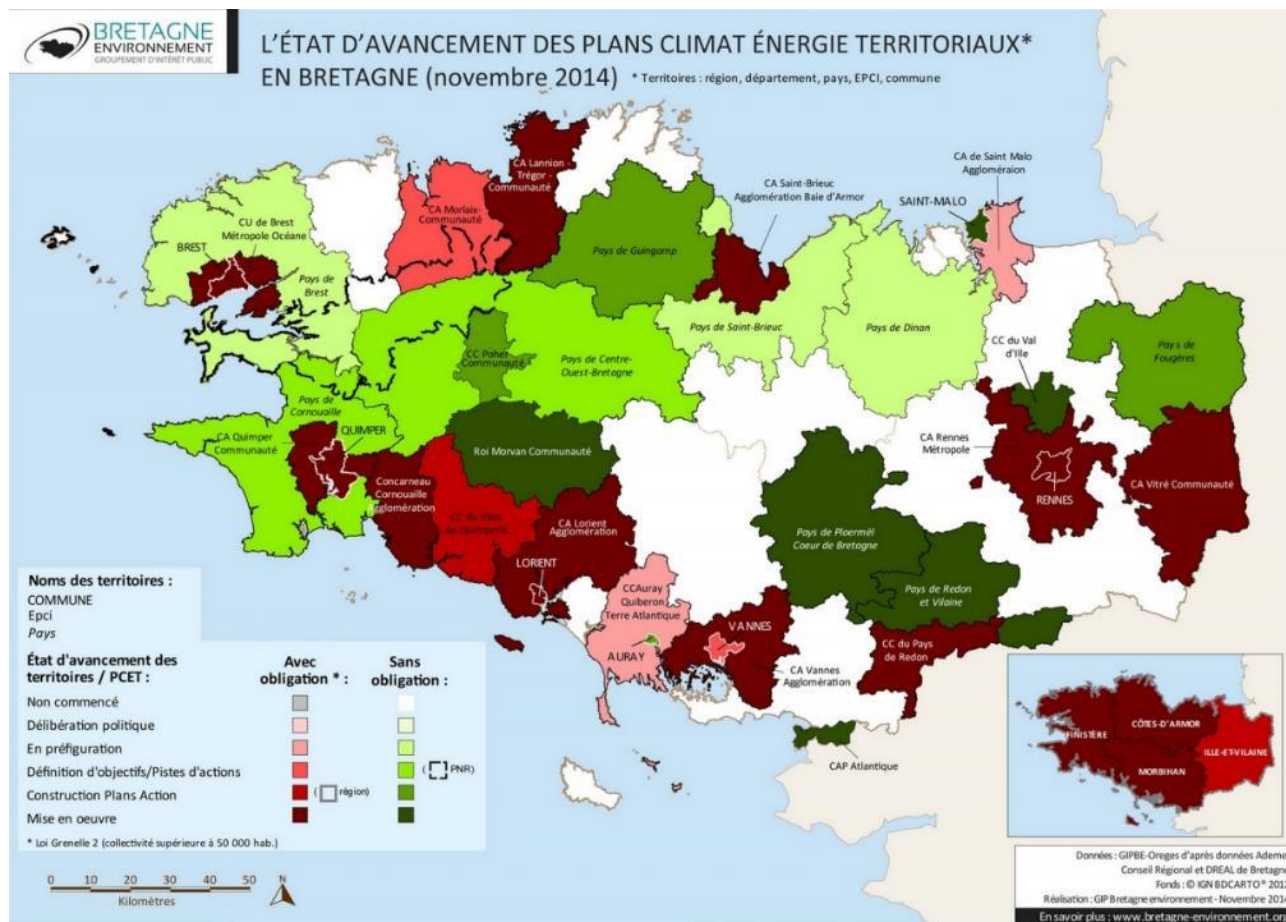 BRETAGNE
ENVIRONNEMENT
GROUPEMENT D'INTÉRÊT PUBLIC
L'ÉTAT D'AVANCEMENT DES PLANS CLIMAT ÉNERGIE TERRITORIAUX*
EN BRETAGNE (novembre 2014) * Territoires : région, département, pays, EPCI, commune
CA Lannion -
Trégor -
Communauté
CA de Saint Malo
Aggloméraion
CA Saint-Brieuc
Agglomération Baie d'Armor
SAINT-MALO
CA Morlaix-
Communauté
CU de Brest
Métropole Océane
BREST
Pays de
Brest
Pays de Guingamp
Pays de Saint-Brieuc
Pays de Dinan
CC du Val
d'Ille
Pays de
Fougères
CC Poher
Communauté
Pays de Centre-
Ouest-Bretagne
Pays de
Cornouaille
QUIMPER
CA Quimper
Communauté
Roi Morvan Communauté
CA Rennes
Métropole
RENNES
CA Vitré Communauté
Concarneau
Cornouaille
Agglomération
CC du Pays
de Quimperlé
CA Lorient
Agglomération
LORIENT
Pays de Ploermël
Coeur de Bretagne
Pays de Redon
et Vilaine
CCAuray
Quiberon
Terre Atlantique
AURAY
VANNES
CA Vannes
Agglomération
CC du Pays
de Redon
CAP Atlantique
Noms des territoires :
COMMUNE
Epci
Pays
État d'avancement des
territoires / PCET :
Avec
obligation * :
Sans
obligation :
Non commencé
Délibération politique
En préfiguration
Définition d'objectifs/Pistes d'actions
( PNR)
Construction Plans Action
( région)
Mise en oeuvre
* Loi Grenelle 2 (collectivité supérieure à 50 000 hab.)
0 10 20 30 40 50
Kilomètres
N
FINISTÈRE
CÔTES-D'ARMOR
ILLE-ET-VILAINE
MORBIHAN
Données : GIPBE-Oreges d'après données Ademe
Conseil Régional et DREAL de Bretagne
Fonds : © IGN BDCARTO® 2012
Réalisation : GIP Bretagne environnement - Novembre 2014
En savoir plus : www.bretagne-environnement.org